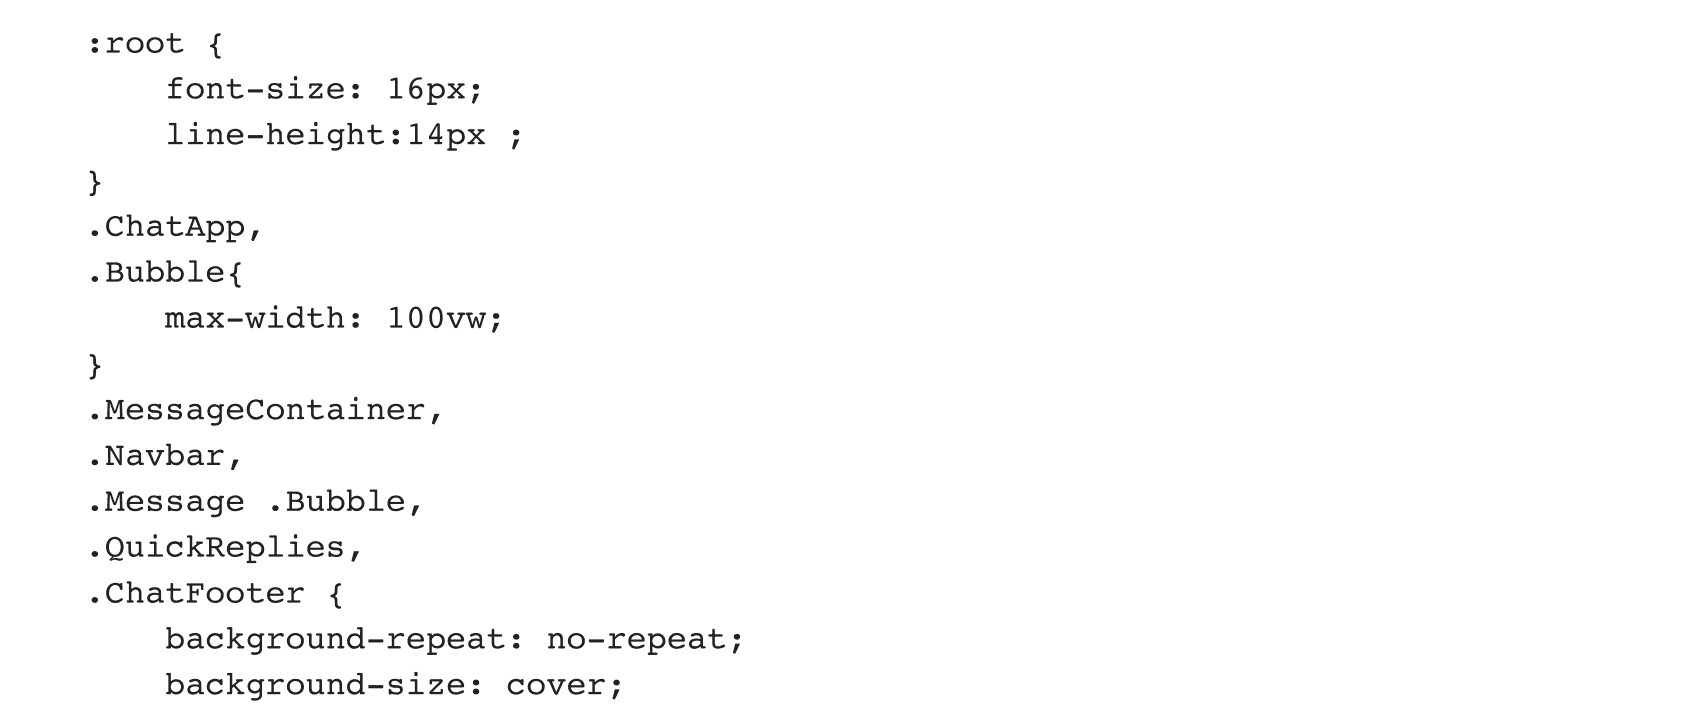 :root {
    font-size: 16px;
    line-height:14px ;
}
.ChatApp,
.Bubble{
    max-width: 100vw;
}
.MessageContainer,
.Navbar,
.Message .Bubble,
.QuickReplies,
.ChatFooter {
    background-repeat: no-repeat;
    background-size: cover;